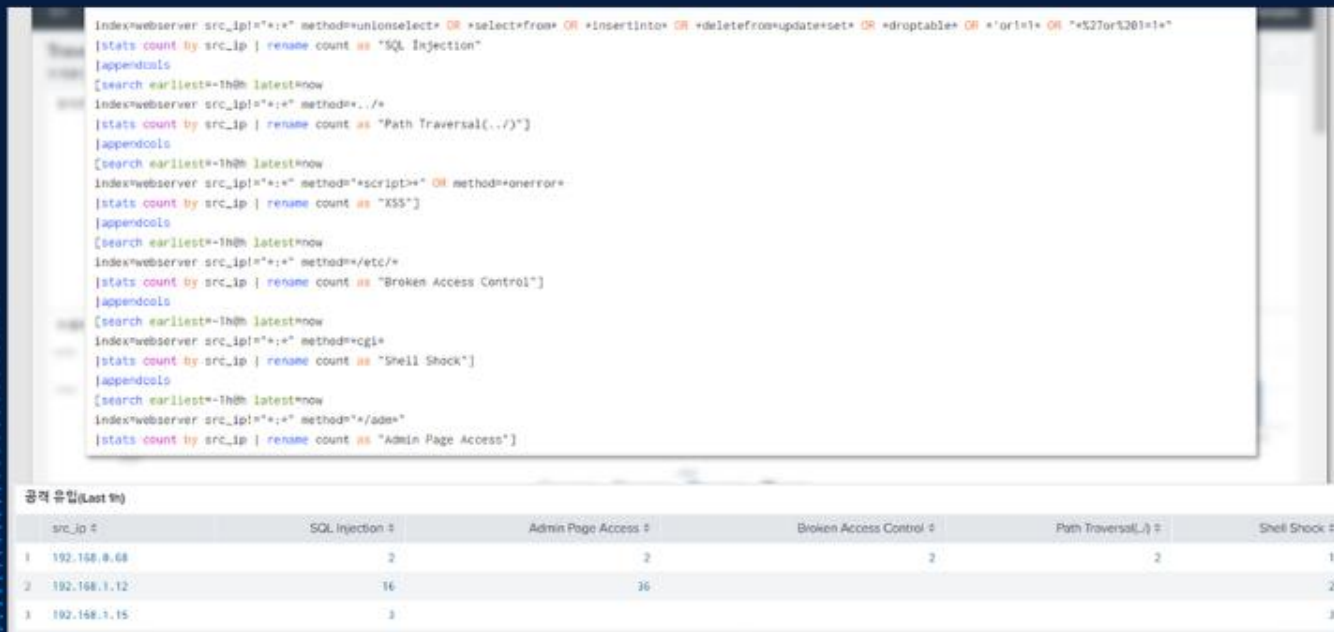 index=webserver src_ip!="*:*" method=*unionselect* OR *select*from* OR *insertinto* OR *deletefrom*update*set* OR *droptable* OR *'or1=1* OR "*%27or%201=1*"
|stats count by src_ip | rename count as "SQL Injection"
|appendcols
[search earliest=-1h@h latest=now
index=webserver src_ip!="*:*" method=*../*
|stats count by src_ip | rename count as "Path Traversal(../)"]
|appendcols
[search earliest=-1h@h latest=now
index=webserver src_ip!="*:*" method="*script>*" OR method=*onerror*
|stats count by src_ip | rename count as "XSS"]
|appendcols
[search earliest=-1h@h latest=now
index=webserver src_ip!="*:*" method=*/etc/*
|stats count by src_ip | rename count as "Broken Access Control"]
|appendcols
[search earliest=-1h@h latest=now
index=webserver src_ip!="*:*" method=*cgi*
|stats count by src_ip | rename count as "Shell Shock"]
|appendcols
[search earliest=-1h@h latest=now
index=webserver src_ip!="*:*" method="*/adm*"
|stats count by src_ip | rename count as "Admin Page Access"]
공격 유입(Last 1h)
src_ip SQL Injection Admin Page Access Broken Access Control Path Traversal(../) Shell Shock
1 192.168.0.68 2 2 2 2 1
2 192.168.1.12 16 36 2
3 192.168.1.15 3